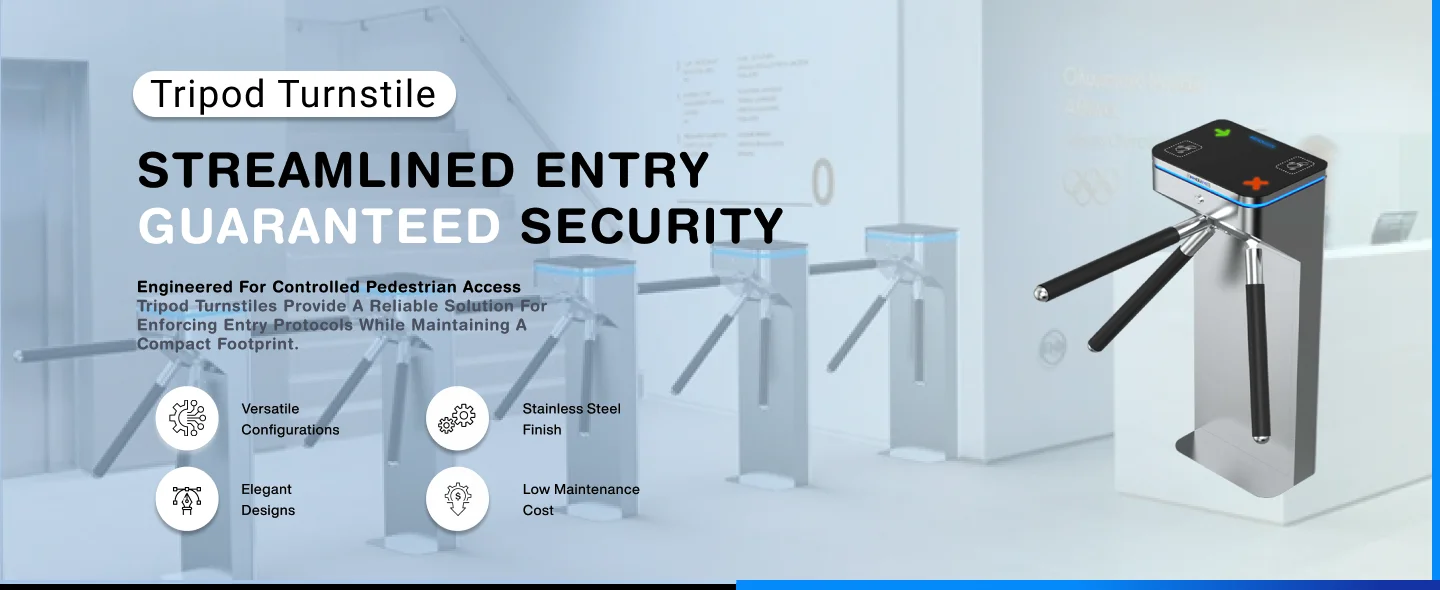 Tripod Turnstile
STREAMLINED ENTRY
GUARANTEED SECURITY
Engineered For Controlled Pedestrian Access
Tripod Turnstiles Provide A Reliable Solution For
Enforcing Entry Protocols While Maintaining A
Compact Footprint.
Versatile
Configurations
Stainless Steel
Finish
Elegant
Designs
Low Maintenance
Cost
$